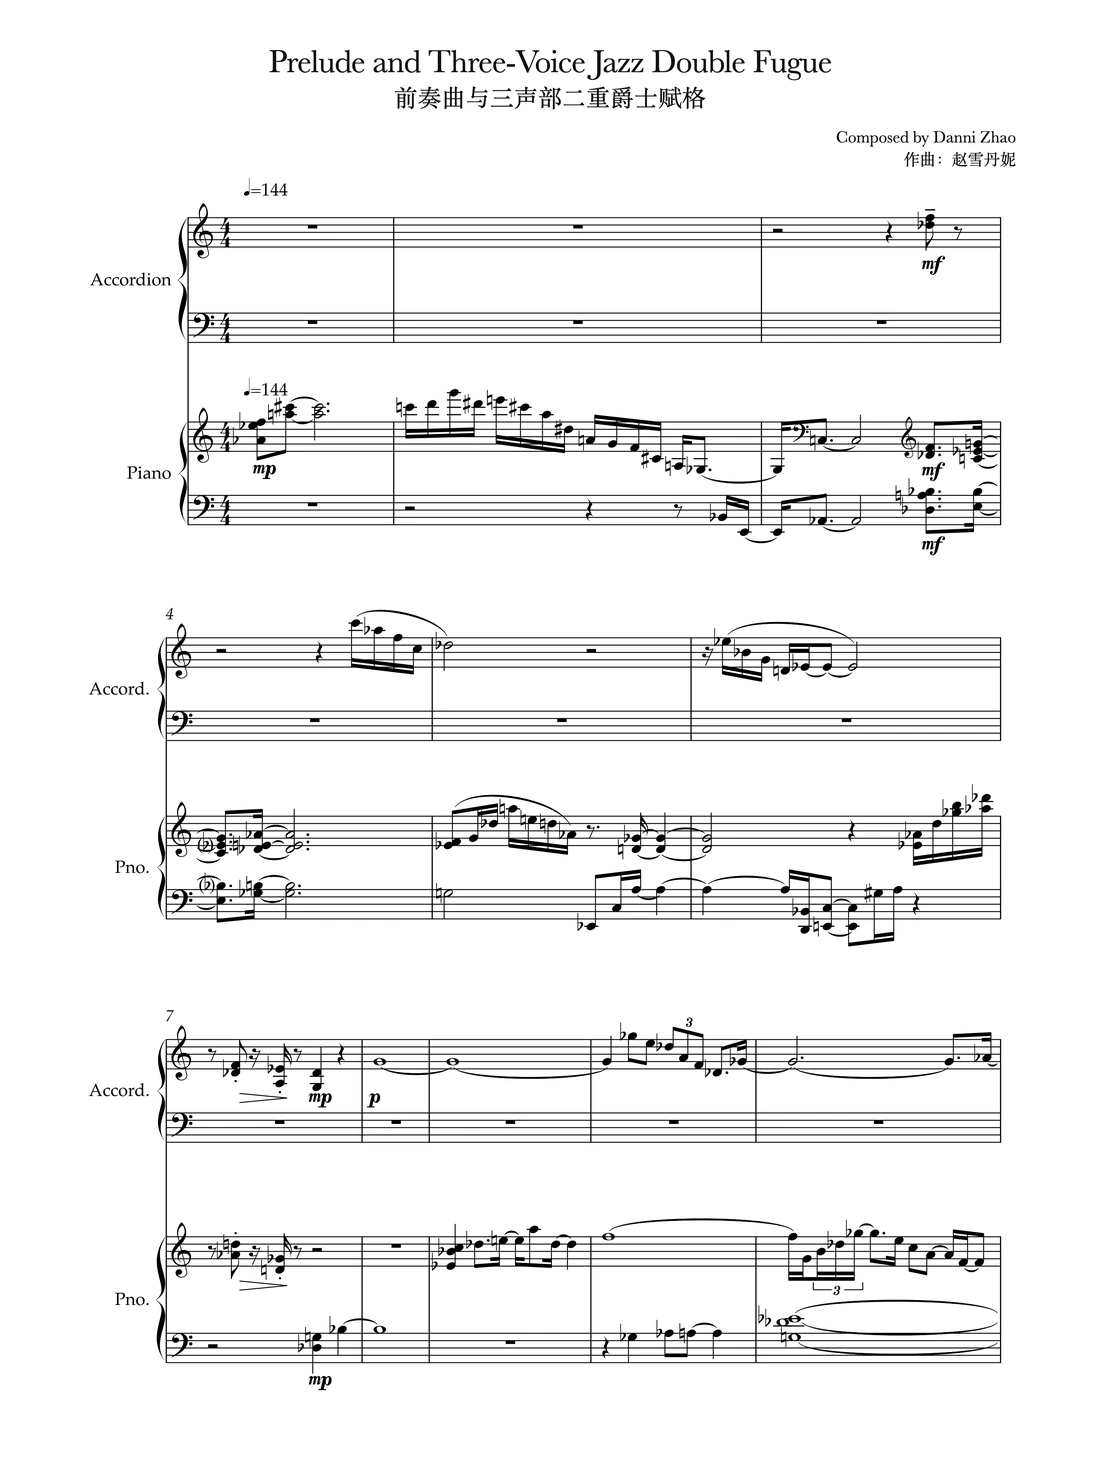 Prelude and Three-Voice Jazz Double Fugue
前奏曲与三声部二重爵士赋格
Composed by Danni Zhao
作曲：赵雪丹妮
♩=144
Accordion
mf
♩=144
Piano
mp
mf
mf
4
Accord.
Pno.
7
3
Accord.
mp
p
Pno.
3
mp